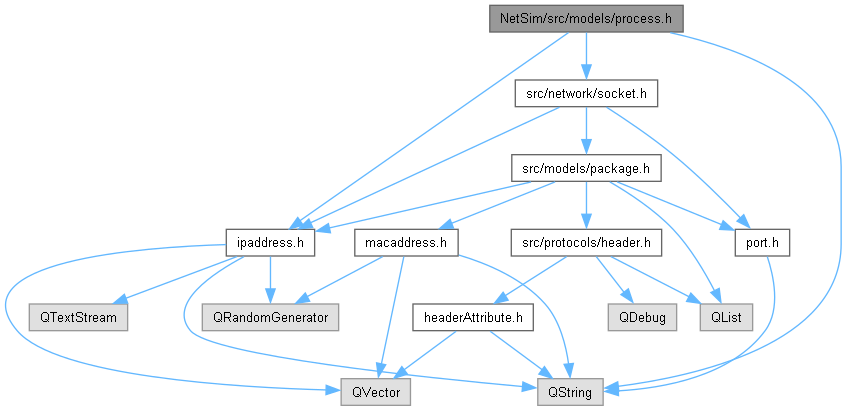 NetSim/src/models/process.h
src/network/socket.h
src/models/package.h
ipaddress.h
macaddress.h
src/protocols/header.h
port.h
QTextStream
QRandomGenerator
headerAttribute.h
QDebug
QList
QVector
QString